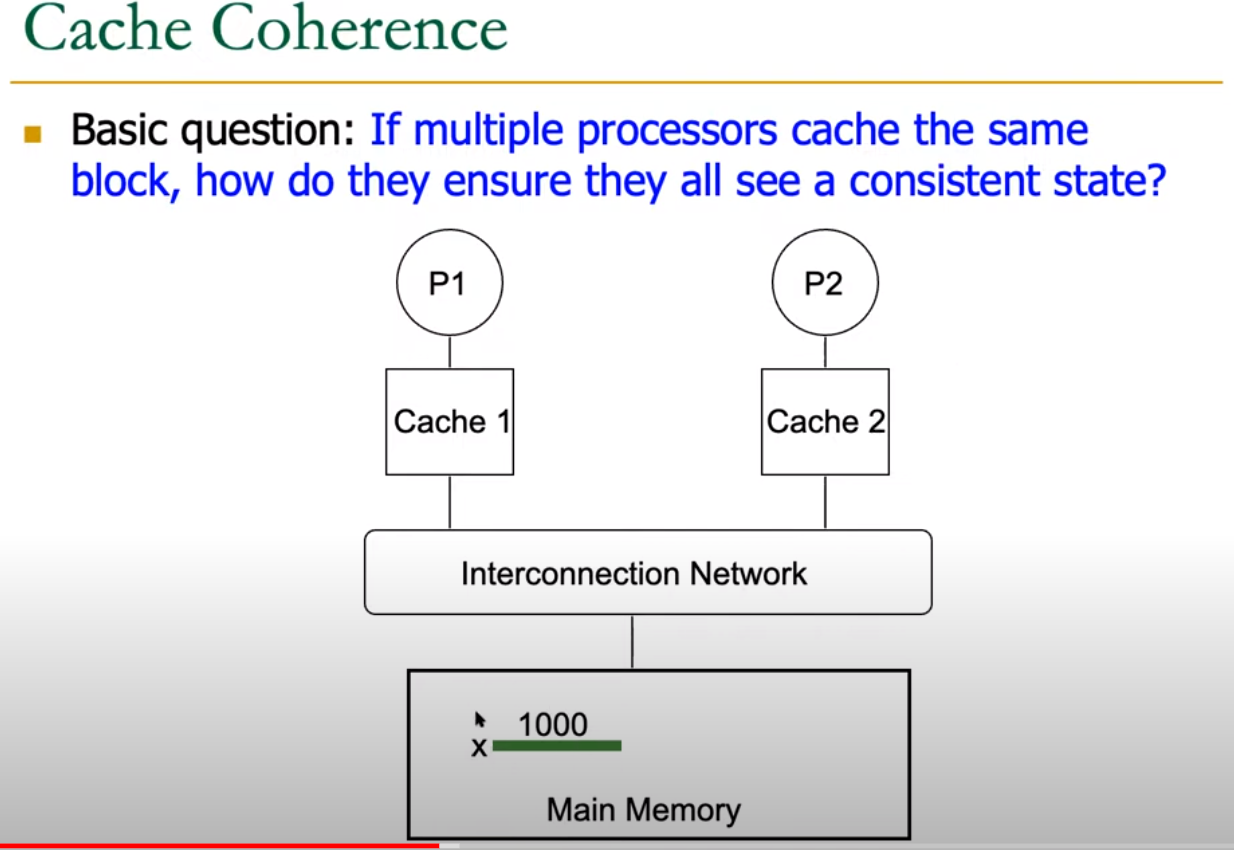 Cache Coherence
Basic question: If multiple processors cache the same
block, how do they ensure they all see a consistent state?
P1
P2
Cache 1
Cache 2
Interconnection Network
1000
x
Main Memory